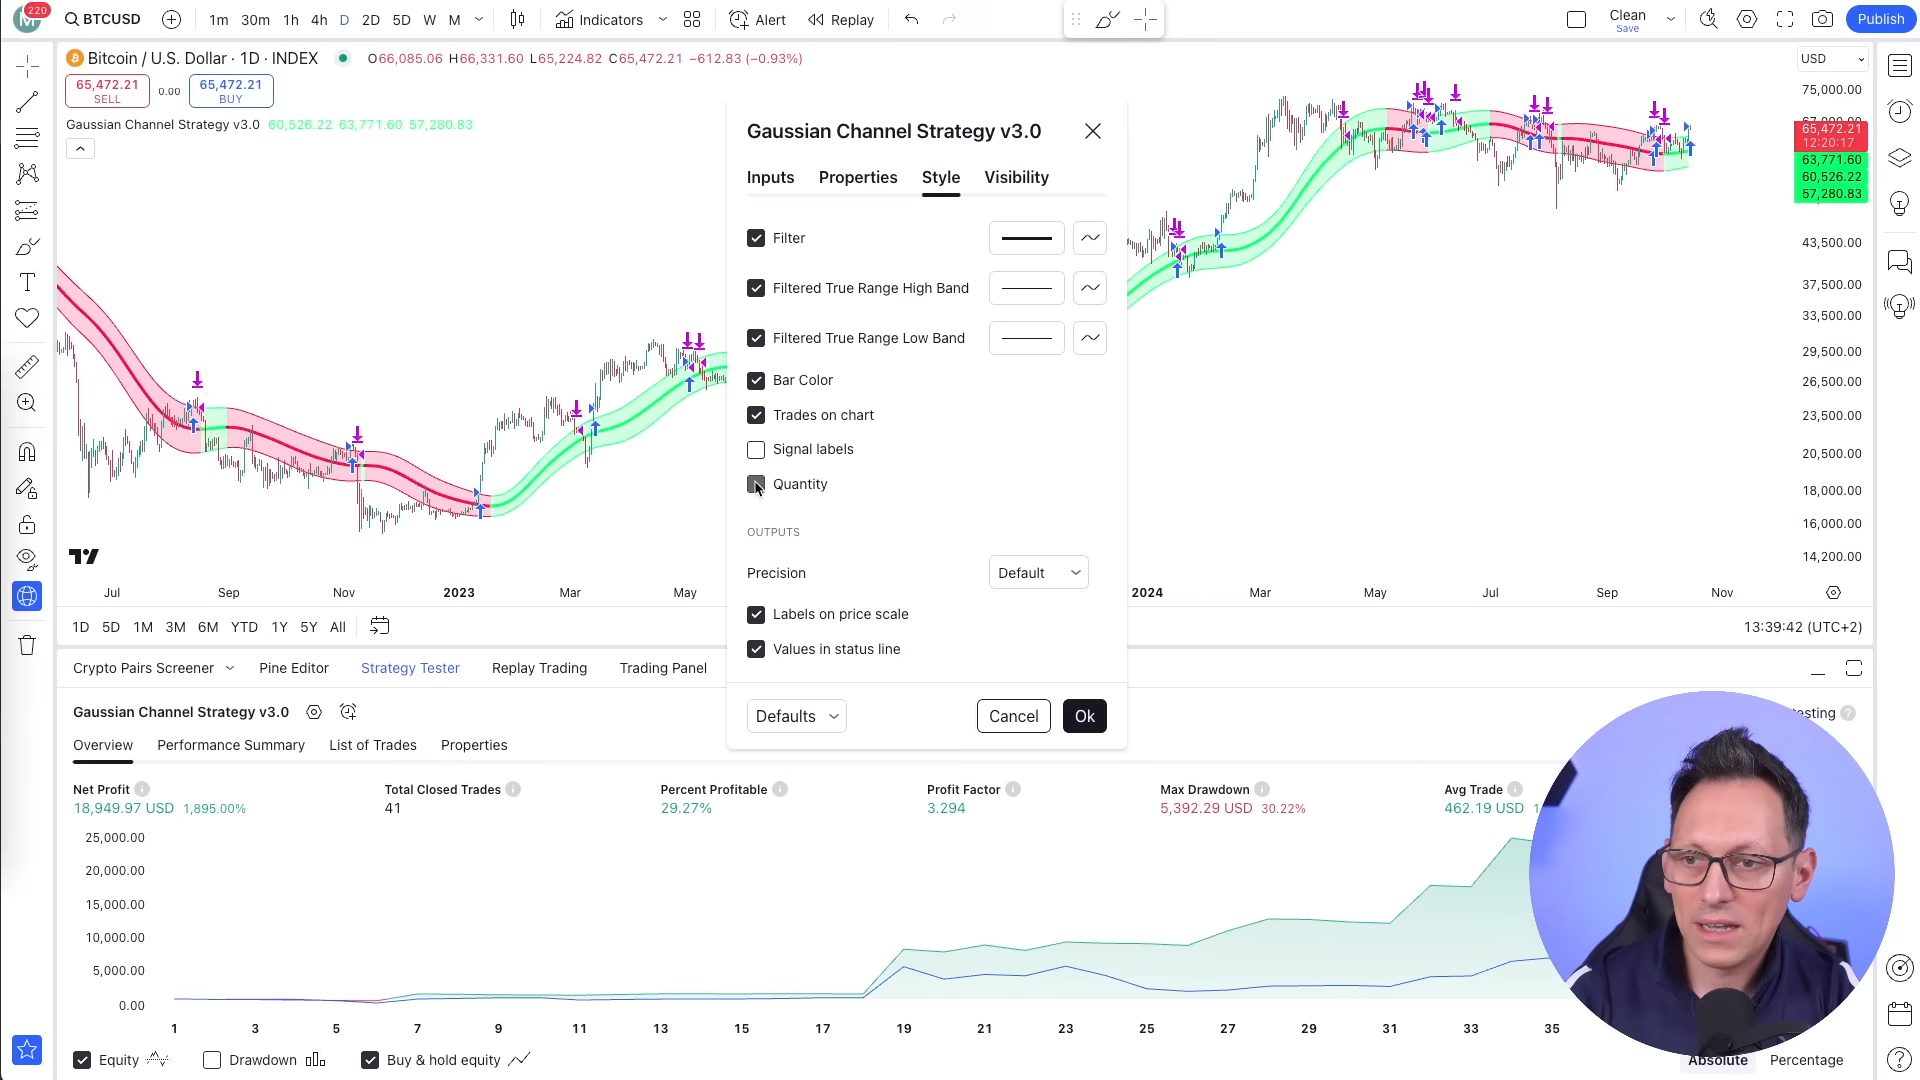 220
BTCUSD
1m 30m 1h 4h D 2D 5D W M
Indicators
Alert
Replay
Clean
Save
Publish
Bitcoin / U.S. Dollar · 1D · INDEX
O66,085.06 H66,331.60 L65,224.82 C65,472.21 −612.83 (−0.93%)
65,472.21
SELL
0.00
65,472.21
BUY
Gaussian Channel Strategy v3.0 60,526.22 63,771.60 57,280.83
USD
75,000.00
65,472.21
12:20:17
63,771.60
60,526.22
57,280.83
43,500.00
37,500.00
33,500.00
29,500.00
26,500.00
23,500.00
20,500.00
18,000.00
16,000.00
14,200.00
Gaussian Channel Strategy v3.0
Inputs
Properties
Style
Visibility
Filter
Filtered True Range High Band
Filtered True Range Low Band
Bar Color
Trades on chart
Signal labels
Quantity
OUTPUTS
Precision
Default
Labels on price scale
Values in status line
Defaults
Cancel
Ok
Jul Sep Nov 2023 Mar May 2024 Mar May Jul Sep Nov
1D 5D 1M 3M 6M YTD 1Y 5Y All
13:39:42 (UTC+2)
Crypto Pairs Screener
Pine Editor
Strategy Tester
Replay Trading
Trading Panel
Gaussian Channel Strategy v3.0
Overview
Performance Summary
List of Trades
Properties
Net Profit
18,949.97 USD 1,895.00%
Total Closed Trades
41
Percent Profitable
29.27%
Profit Factor
3.294
Max Drawdown
5,392.29 USD 30.22%
Avg Trade
462.19 USD
25,000.00
20,000.00
15,000.00
10,000.00
5,000.00
0.00
1 3 5 7 9 11 13 15 17 19 21 23 25 27 29 31 33 35
Equity
Drawdown
Buy & hold equity
Absolute
Percentage